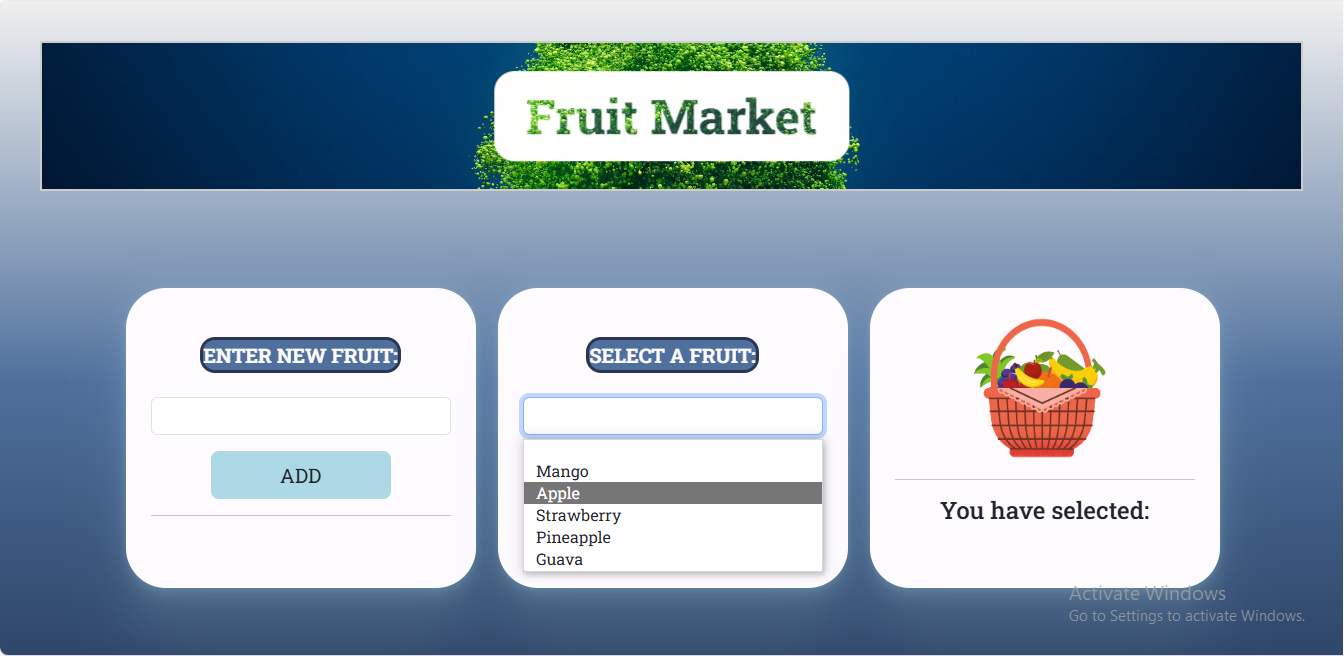 Fruit Market
ENTER NEW FRUIT:
ADD
SELECT A FRUIT:
Mango
Apple
Strawberry
Pineapple
Guava
You have selected:
Activate Windows
Go to Settings to activate Windows.